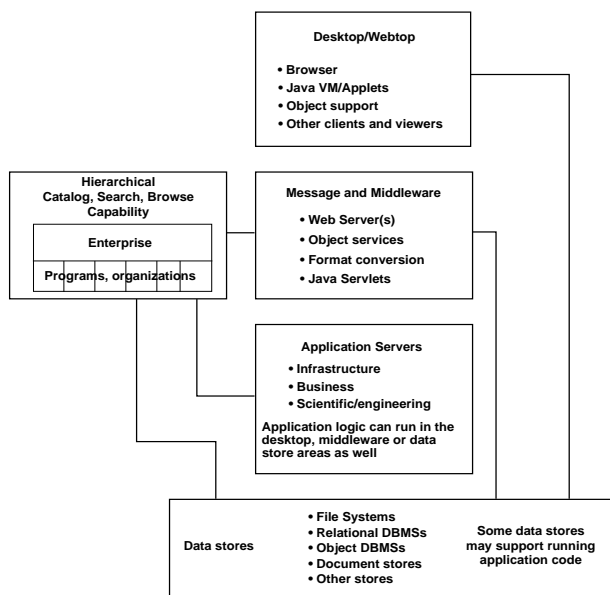 Desktop/Webtop
• Browser
• Java VM/Applets
• Object support
• Other clients and viewers
Hierarchical
Catalog, Search, Browse
Capability
Enterprise
Programs, organizations
Message and Middleware
• Web Server(s)
• Object services
• Format conversion
• Java Servlets
Application Servers
• Infrastructure
• Business
• Scientific/engineering
Application logic can run in the
desktop, middleware or data
store areas as well
Data stores
• File Systems
• Relational DBMSs
• Object DBMSs
• Document stores
• Other stores
Some data stores
may support running
application code